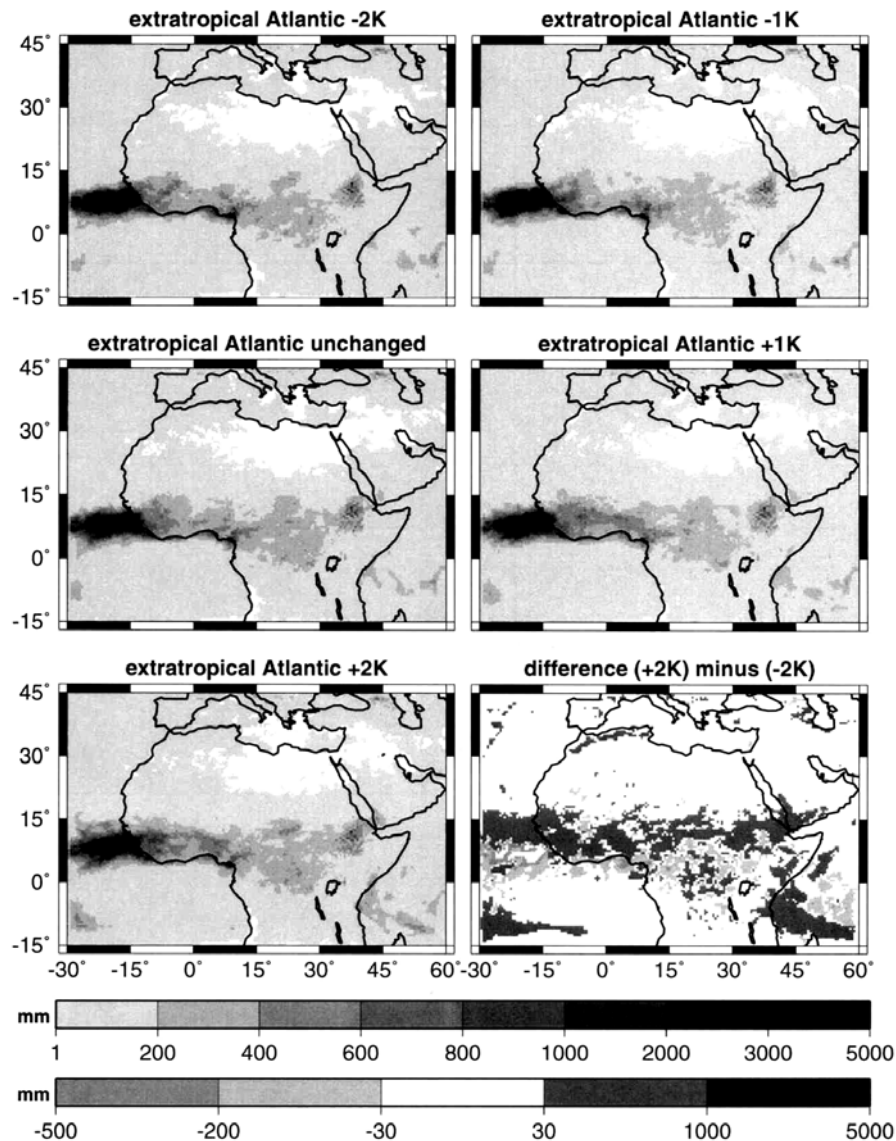 extratropical Atlantic -2K
extratropical Atlantic -1K
45°
30°
15°
0°
-15°
extratropical Atlantic unchanged
extratropical Atlantic +1K
45°
30°
15°
0°
-15°
extratropical Atlantic +2K
difference (+2K) minus (-2K)
45°
30°
15°
0°
-15°
-30° -15° 0° 15° 30° 45° -30° -15° 0° 15° 30° 45° 60°
mm
1 200 400 600 800 1000 2000 3000 5000
mm
-500 -200 -30 30 1000 5000